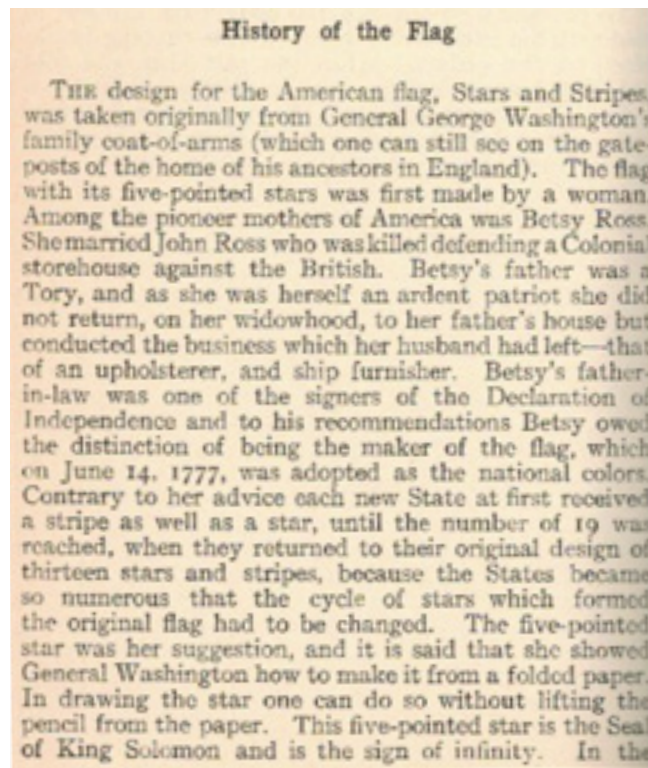 History of the Flag
THE design for the American flag, Stars and Stripes
was taken originally from General George Washington's
family coat-of-arms (which one can still see on the gate-
posts of the home of his ancestors in England). The flag
with its five-pointed stars was first made by a woman.
Among the pioneer mothers of America was Betsy Ross.
She married John Ross who was killed defending a Colonial
storehouse against the British. Betsy's father was a
Tory, and as she was herself an ardent patriot she did
not return, on her widowhood, to her father's house but
conducted the business which her husband had left—that
of an upholsterer, and ship furnisher. Betsy's father-
in-law was one of the signers of the Declaration of
Independence and to his recommendations Betsy owed
the distinction of being the maker of the flag, which
on June 14, 1777, was adopted as the national colors.
Contrary to her advice each new State at first received
a stripe as well as a star, until the number of 19 was
reached, when they returned to their original design of
thirteen stars and stripes, because the States became
so numerous that the cycle of stars which formed
the original flag had to be changed. The five-pointed
star was her suggestion, and it is said that she showed
General Washington how to make it from a folded paper.
In drawing the star one can do so without lifting the
pencil from the paper. This five-pointed star is the Seal
of King Solomon and is the sign of infinity. In the